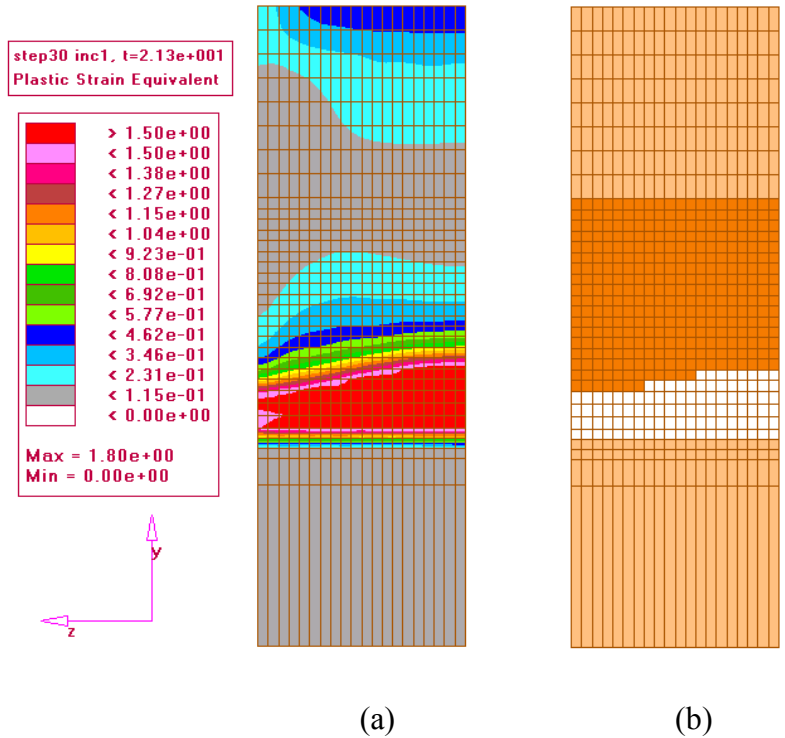 step30 inc1, t=2.13e+001
Plastic Strain Equivalent
> 1.50e+00
< 1.50e+00
< 1.38e+00
< 1.27e+00
< 1.15e+00
< 1.04e+00
< 9.23e-01
< 8.08e-01
< 6.92e-01
< 5.77e-01
< 4.62e-01
< 3.46e-01
< 2.31e-01
< 1.15e-01
< 0.00e+00
Max = 1.80e+00
Min = 0.00e+00
y
z
(a)
(b)